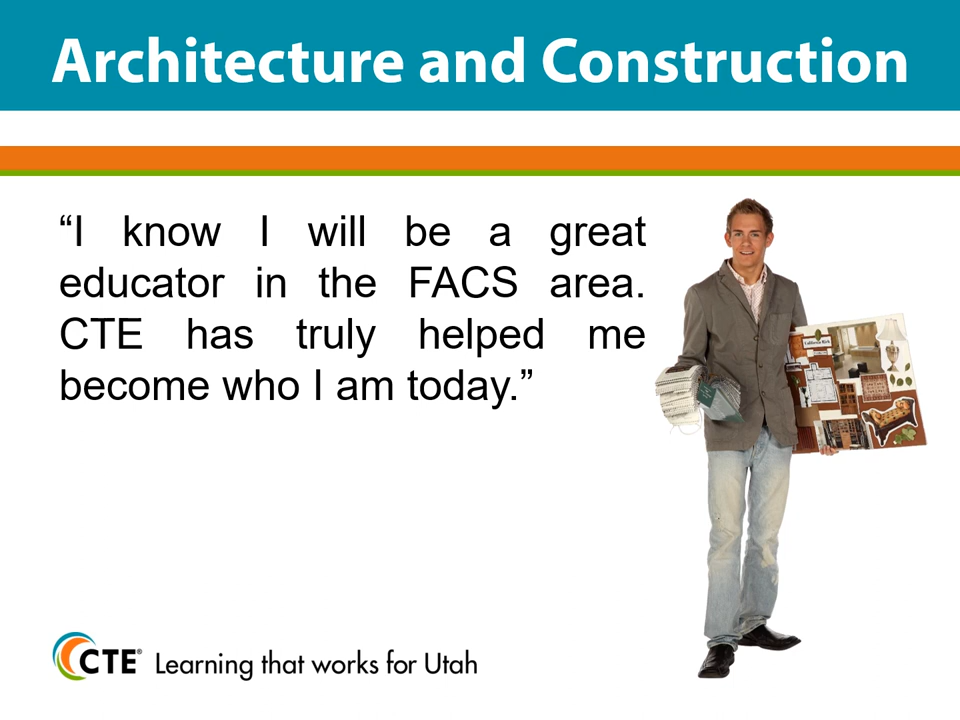 Architecture and Construction
“I know I will be a great
educator in the FACS area.
CTE has truly helped me
become who I am today.”
CTE® Learning that works for Utah